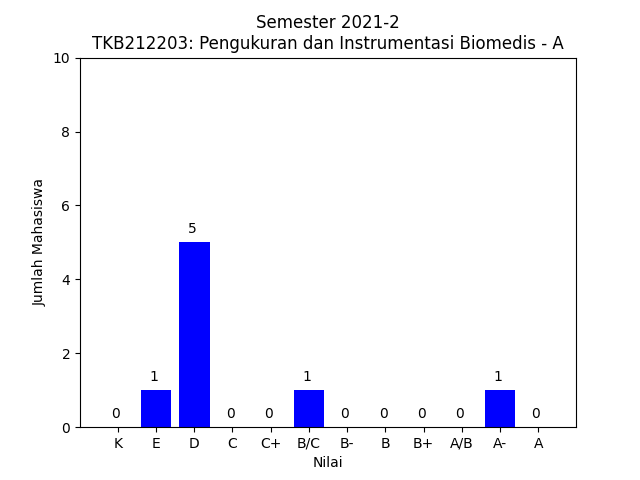 Semester 2021-2
TKB212203: Pengukuran dan Instrumentasi Biomedis - A
10
8
6
4
2
0
Jumlah Mahasiswa
0 1 5 0 0 1 0 0 0 0 1 0
K E D C C+ B/C B- B B+ A/B A- A
Nilai